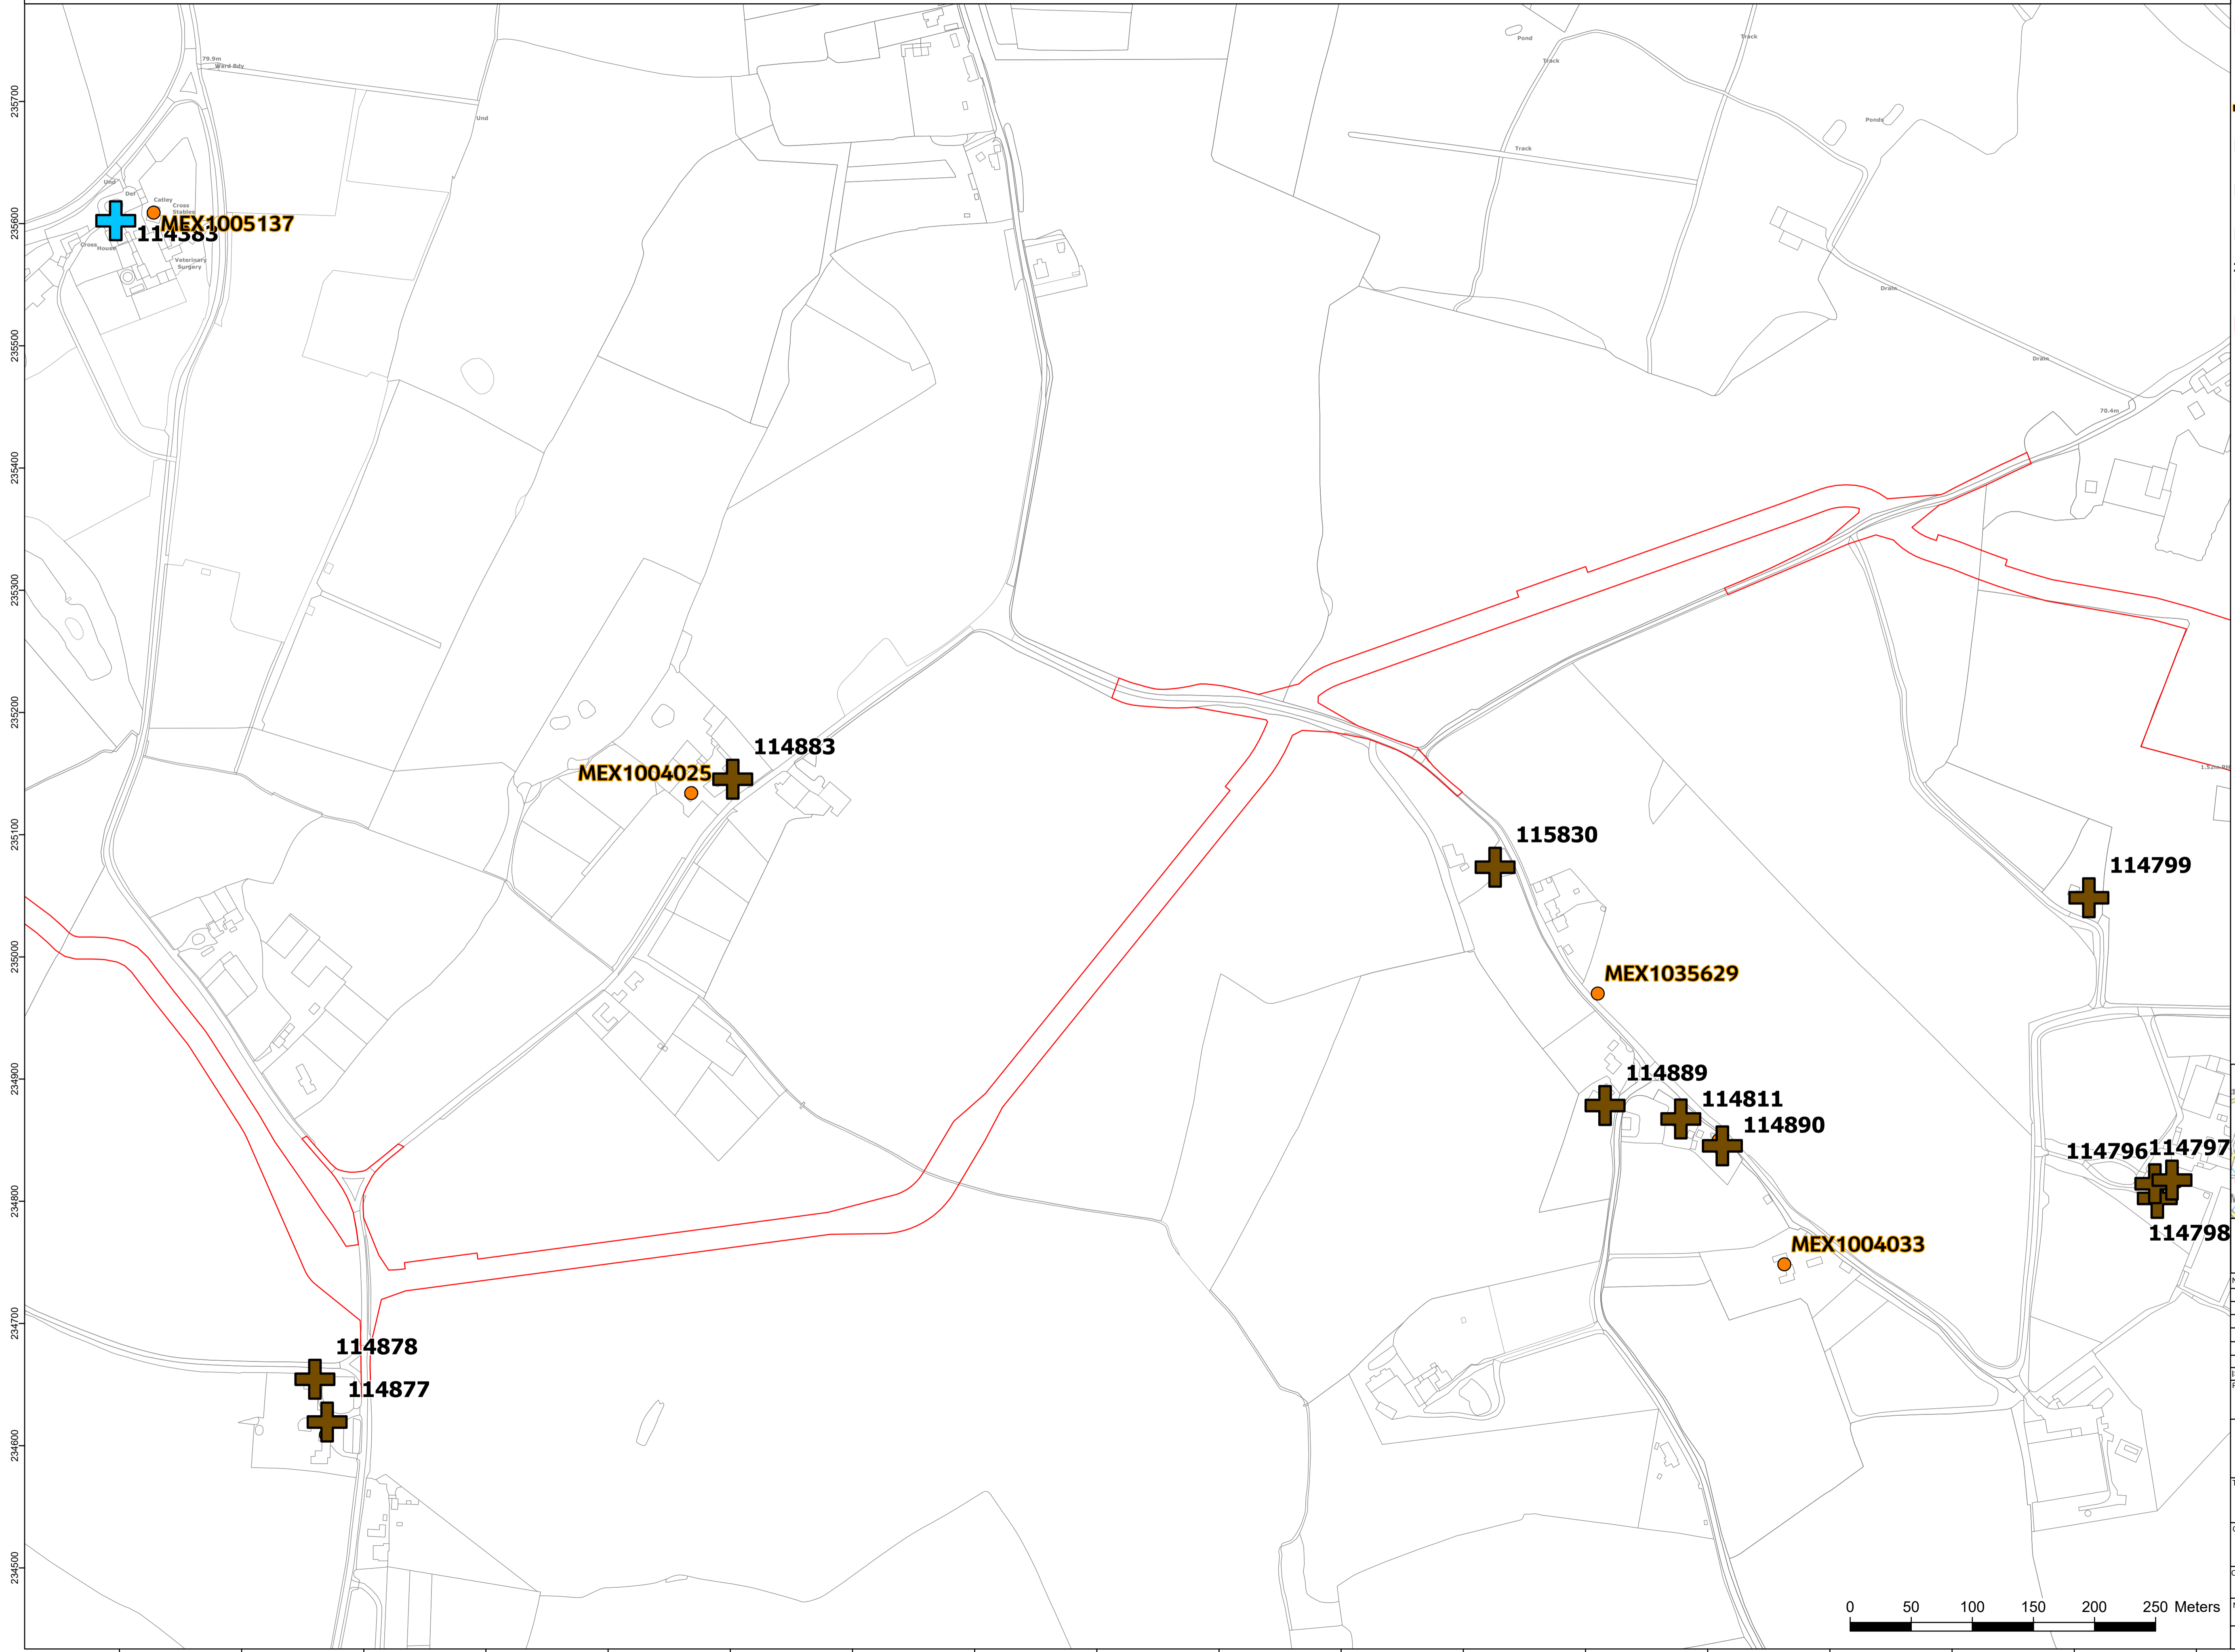 Pond
Track
Track
79.9m
Ward Bdy
235700
Und
Ponds
Track
Und
Def
Catley
Cross
Stables
235600
MEX1005137
114383
Cross
House
Veterinary
Surgery
Drain
235500
Drain
70.4m
235400
235300
235200
114883
MEX1004025
235100
115830
114799
235000
MEX1035629
234900
114889
114811
114890
114796
114797
234800
114798
MEX1004033
234700
114878
114877
234600
234500
0 50 100 150 200 250 Meters